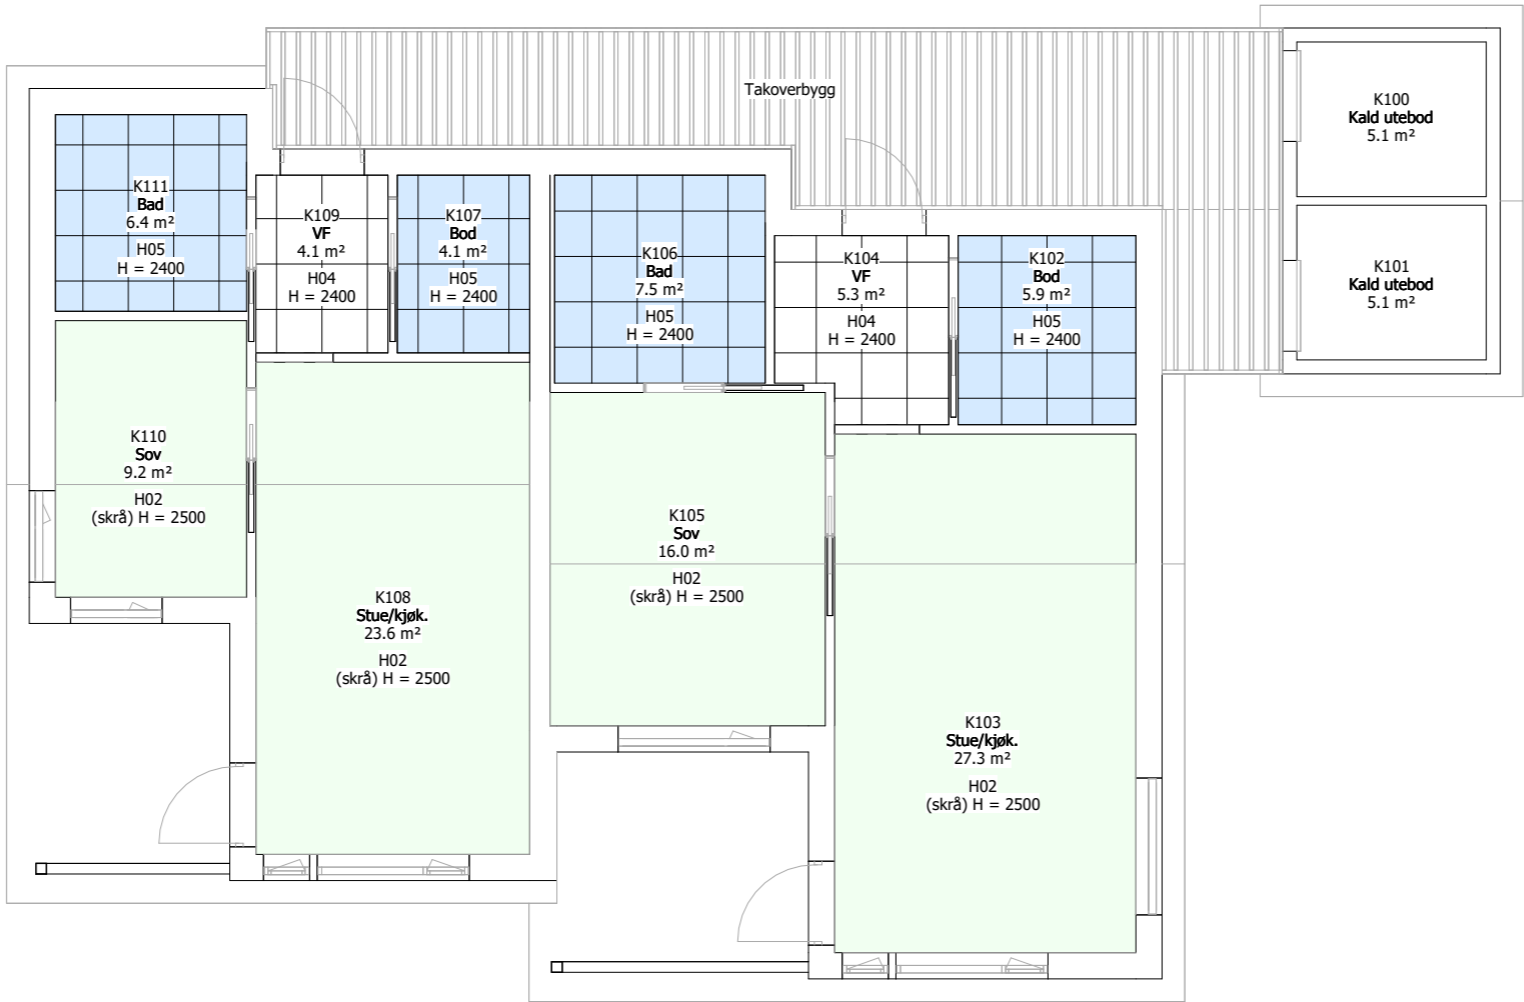 Takoverbygg
K100
Kald utebod
5.1 m²
K101
Kald utebod
5.1 m²
K111
Bad
6.4 m²
H05
H = 2400
K109
VF
4.1 m²
H04
H = 2400
K107
Bod
4.1 m²
H05
H = 2400
K106
Bad
7.5 m²
H05
H = 2400
K104
VF
5.3 m²
H04
H = 2400
K102
Bod
5.9 m²
H05
H = 2400
K110
Sov
9.2 m²
H02
(skrå) H = 2500
K108
Stue/kjøk.
23.6 m²
H02
(skrå) H = 2500
K105
Sov
16.0 m²
H02
(skrå) H = 2500
K103
Stue/kjøk.
27.3 m²
H02
(skrå) H = 2500